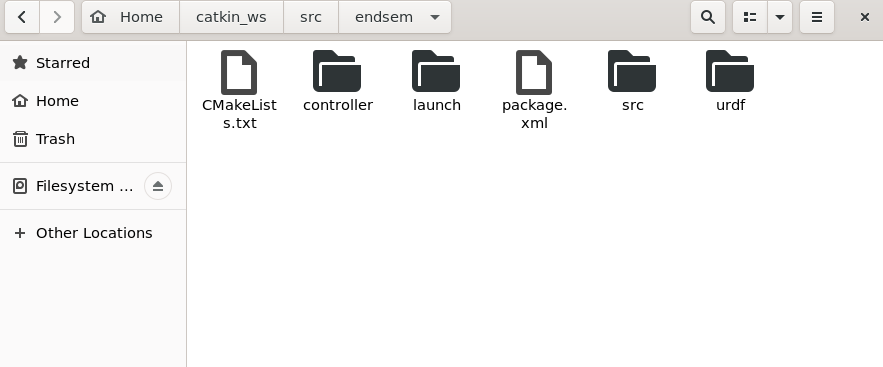 Home catkin_ws src endsem
Starred
Home
Trash
Filesystem ...
Other Locations
CMakeList
s.txt
controller
launch
package.
xml
src
urdf